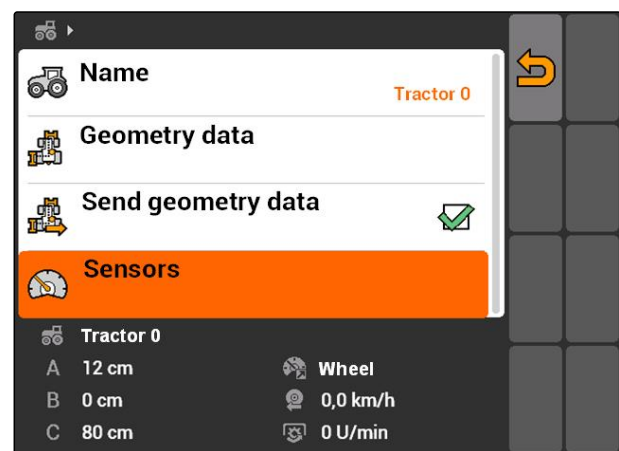 Name
Tractor 0
Geometry data
Send geometry data
Sensors
Tractor 0
A 12 cm Wheel
B 0 cm 0,0 km/h
C 80 cm 0 U/min